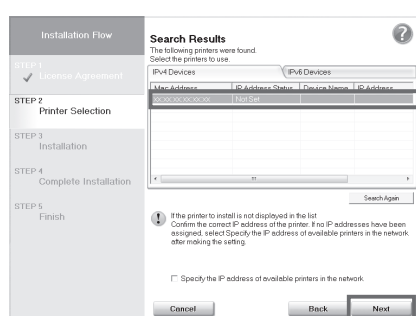 Installation Flow
STEP 1
License Agreement
STEP 2
Printer Selection
STEP 3
Installation
STEP 4
Complete Installation
STEP 5
Finish
Search Results
?
The following printers were found.
Select the printers to use.
IPv4 Devices
IPv6 Devices
Mac Address
IP Address Status
Device Name
IP Address
Not Set
Search Again
! If the printer to install is not displayed in the list
Confirm the correct IP address of the printer. If no IP addresses have been
assigned, select Specify the IP address of available printers in the network
after making the setting.
Specify the IP address of available printers in the network
Cancel
Back
Next